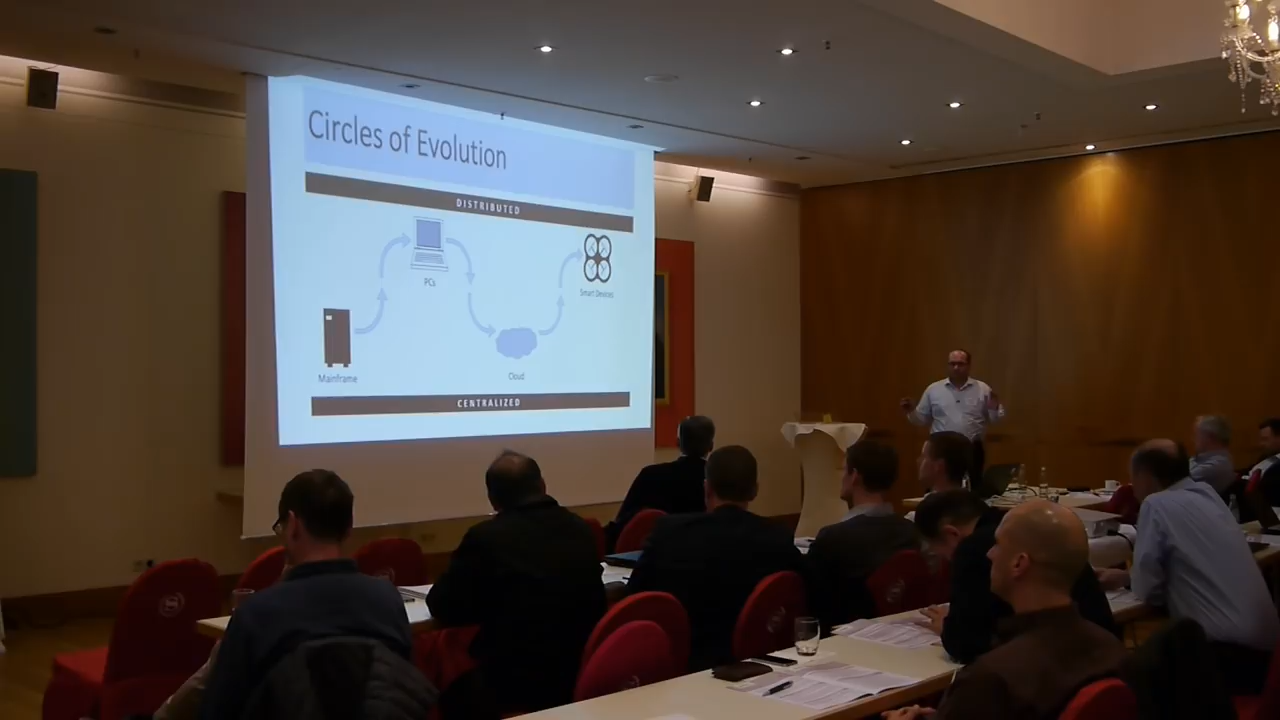 Circles of Evolution
DISTRIBUTED
PCs
Smart Devices
Mainframe
Cloud
CENTRALIZED